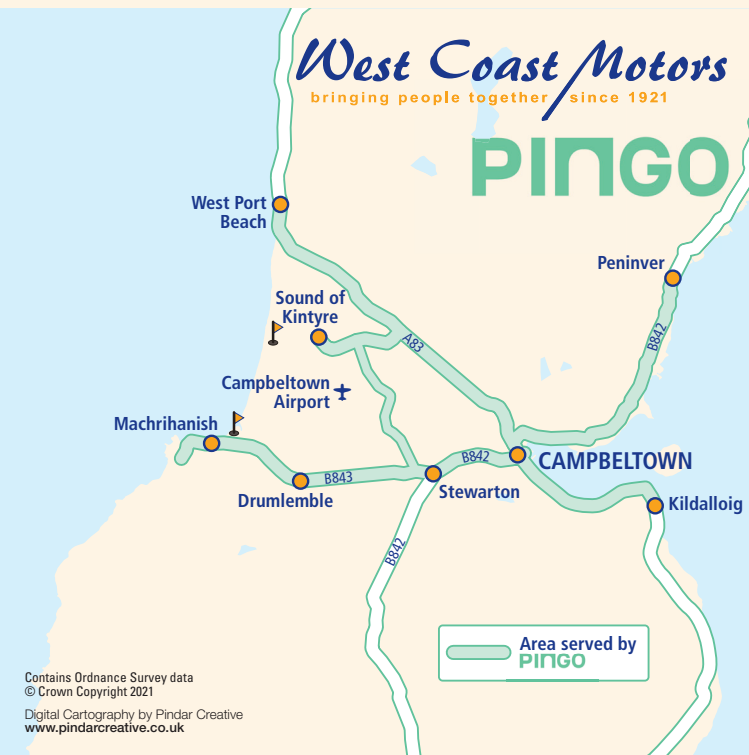 West Coast Motors
bringing people together since 1921
PINGO
West Port
Beach
Peninver
Sound of
Kintyre
A83
B842
Campbeltown
Airport
Machrihanish
B842
CAMPBELTOWN
B843
Drumlemble
Stewarton
Kildalloig
B842
Area served by
PINGO
Contains Ordnance Survey data
© Crown Copyright 2021
Digital Cartography by Pindar Creative
www.pindarcreative.co.uk